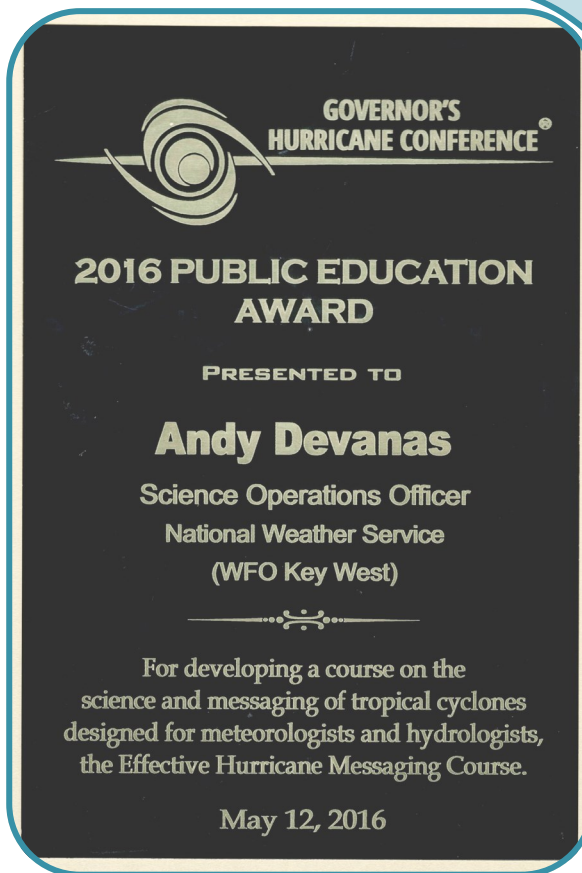 GOVERNOR'S
HURRICANE CONFERENCE®
2016 PUBLIC EDUCATION
AWARD
PRESENTED TO
Andy Devanas
Science Operations Officer
National Weather Service
(WFO Key West)
For developing a course on the
science and messaging of tropical cyclones
designed for meteorologists and hydrologists,
the Effective Hurricane Messaging Course.
May 12, 2016